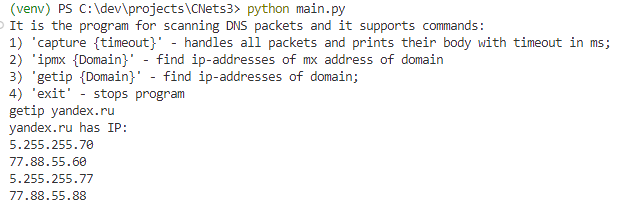 (venv) PS C:\dev\projects\CNets3> python main.py
It is the program for scanning DNS packets and it supports commands:
1) 'capture {timeout}' - handles all packets and prints their body with timeout in ms;
2) 'ipmx {Domain}' - find ip-addresses of mx address of domain
3) 'getip {Domain}' - find ip-addresses of domain;
4) 'exit' - stops program
getip yandex.ru
yandex.ru has IP:
5.255.255.70
77.88.55.60
5.255.255.77
77.88.55.88